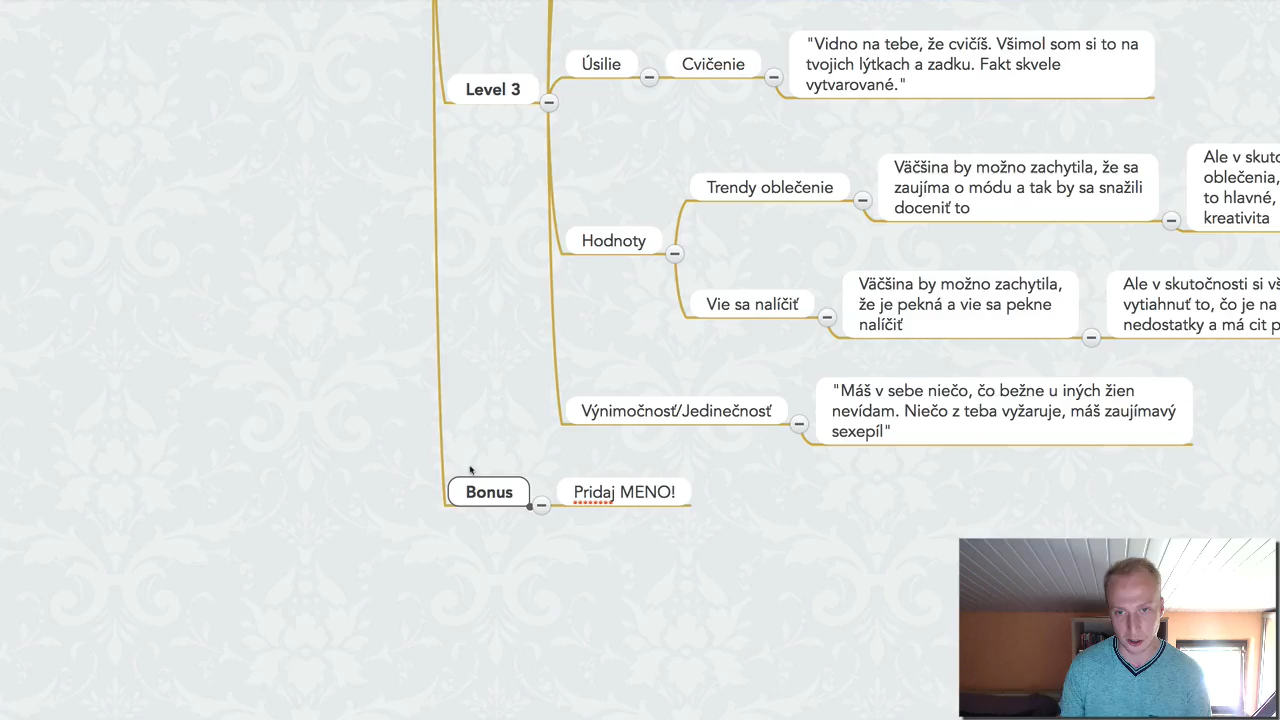 Level 3
Úsilie
Cvičenie
"Vidno na tebe, že cvičíš. Všimol som si to na
tvojich lýtkach a zadku. Fakt skvele
vytvarované."
Hodnoty
Trendy oblečenie
Väčšina by možno zachytila, že sa
zaujíma o módu a tak by sa snažili
doceniť to
Ale v skuto
oblečenia,
to hlavné,
kreativita
Vie sa nalíčiť
Väčšina by možno zachytila,
že je pekná a vie sa pekne
nalíčiť
Ale v skutočnosti si vš
vytiahnuť to, čo je na
nedostatky a má cit p
Výnimočnosť/Jedinečnosť
"Máš v sebe niečo, čo bežne u iných žien
nevídam. Niečo z teba vyžaruje, máš zaujímavý
sexepíl"
Bonus
Pridaj MENO!